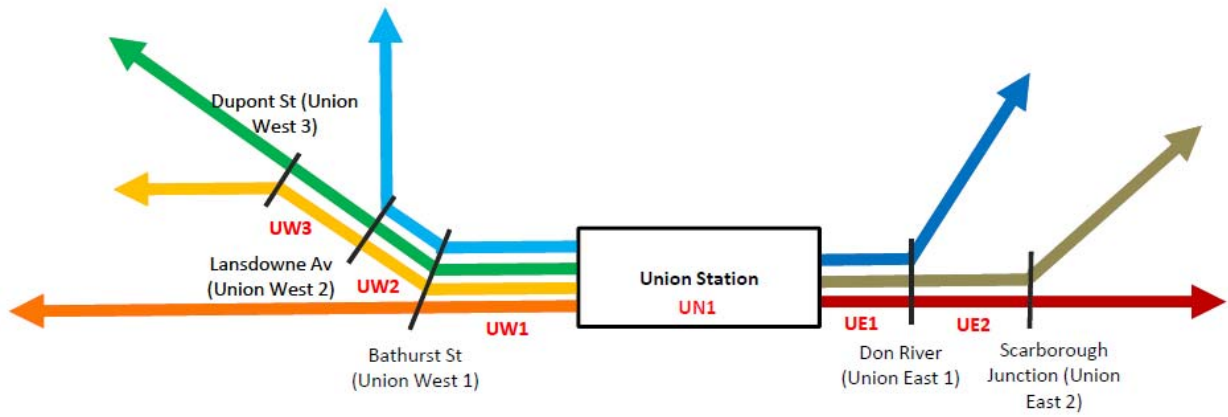 Dupont St (Union
West 3)
UW3
Lansdowne Av
(Union West 2)
UW2
UW1
Bathurst St
(Union West 1)
Union Station
UN1
UE1
UE2
Don River
(Union East 1)
Scarborough
Junction (Union
East 2)